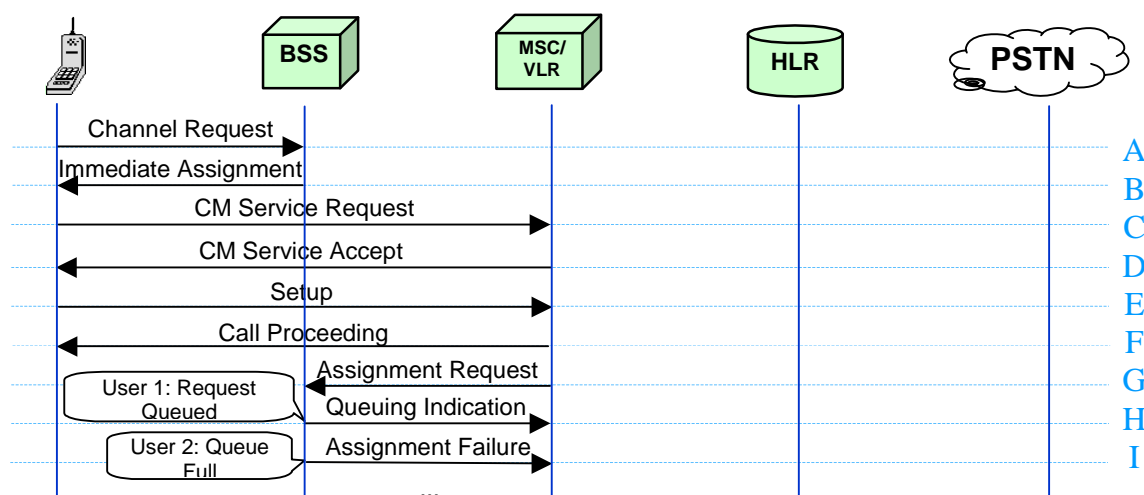 BSS
MSC/
VLR
HLR
PSTN
Channel Request
A
Immediate Assignment
B
CM Service Request
C
CM Service Accept
D
Setup
E
Call Proceeding
F
Assignment Request
G
User 1: Request
Queued
Queuing Indication
H
User 2: Queue
Full
Assignment Failure
I
...